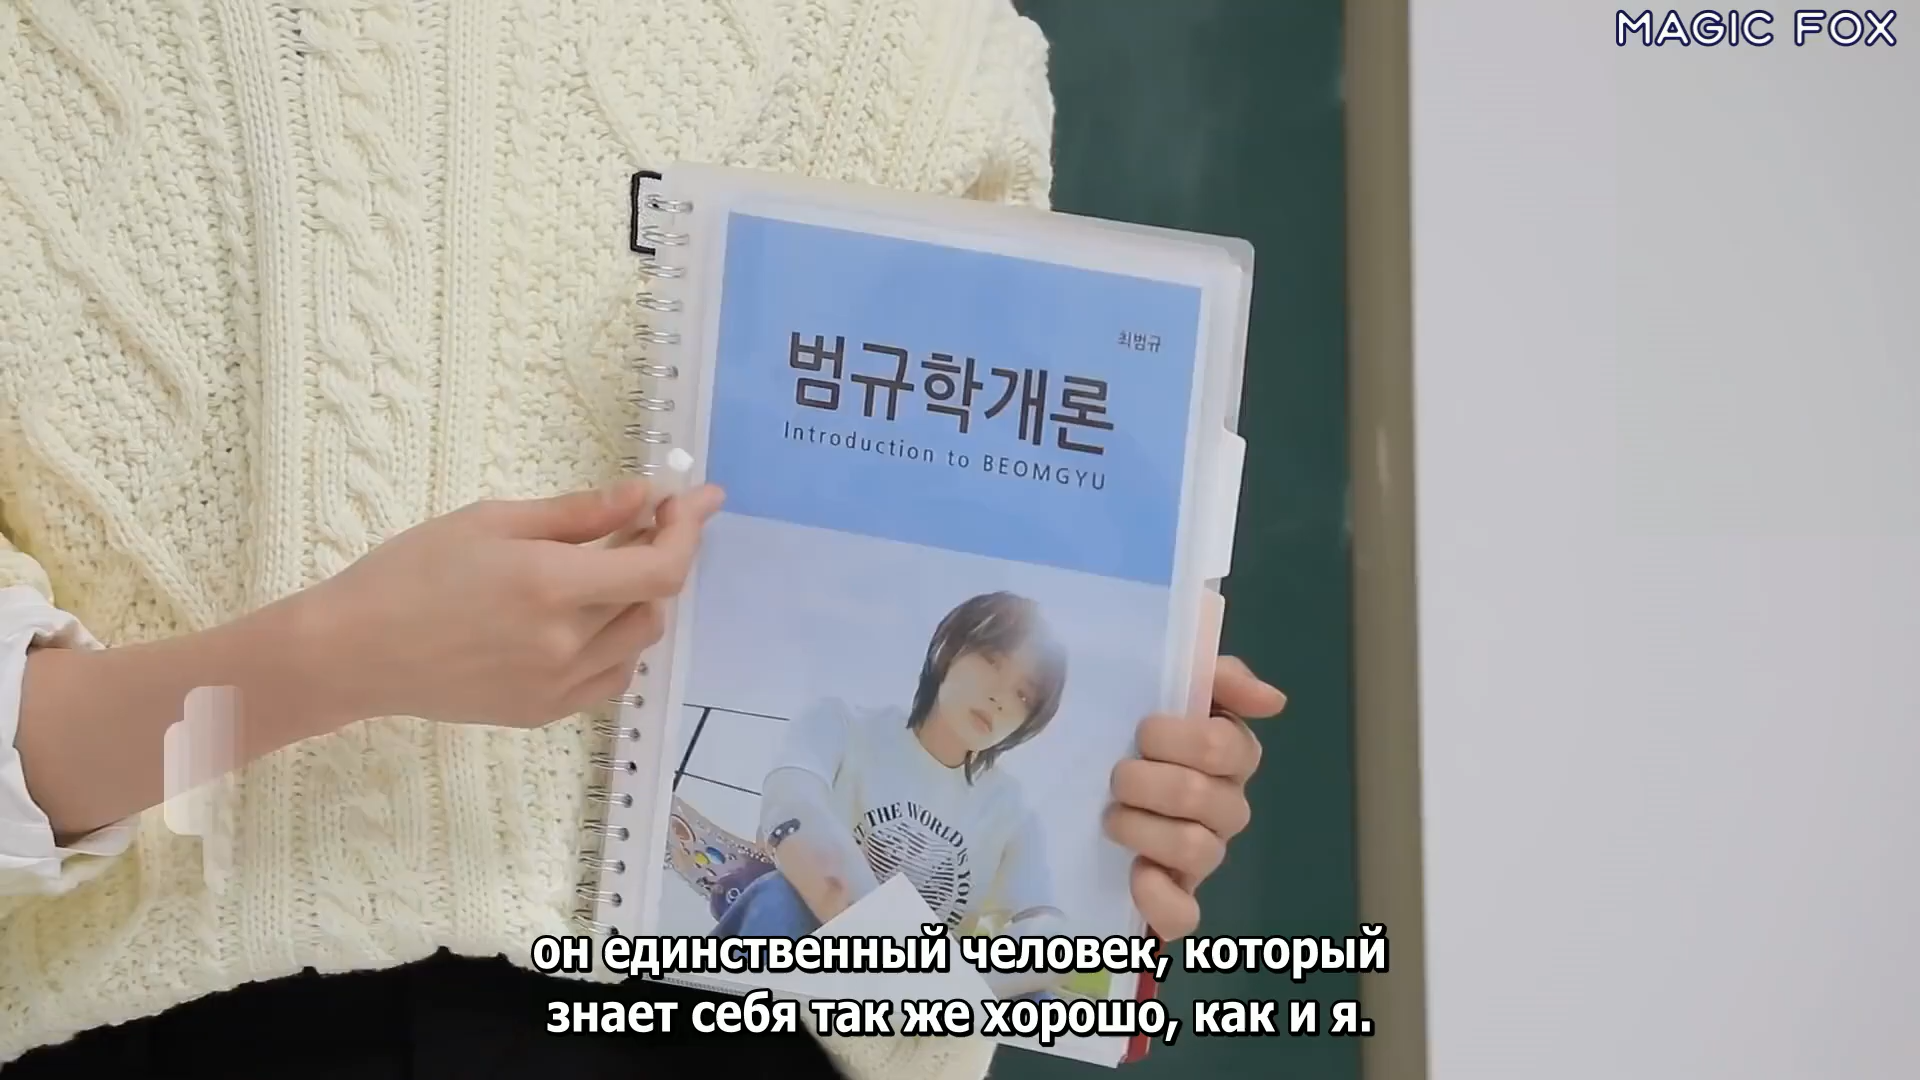 MAGIC FOX
최범규
범규학개론
Introduction to BEOMGYU
THE WORLD IS YOUR
он единственный человек, который
знает себя так же хорошо, как и я.